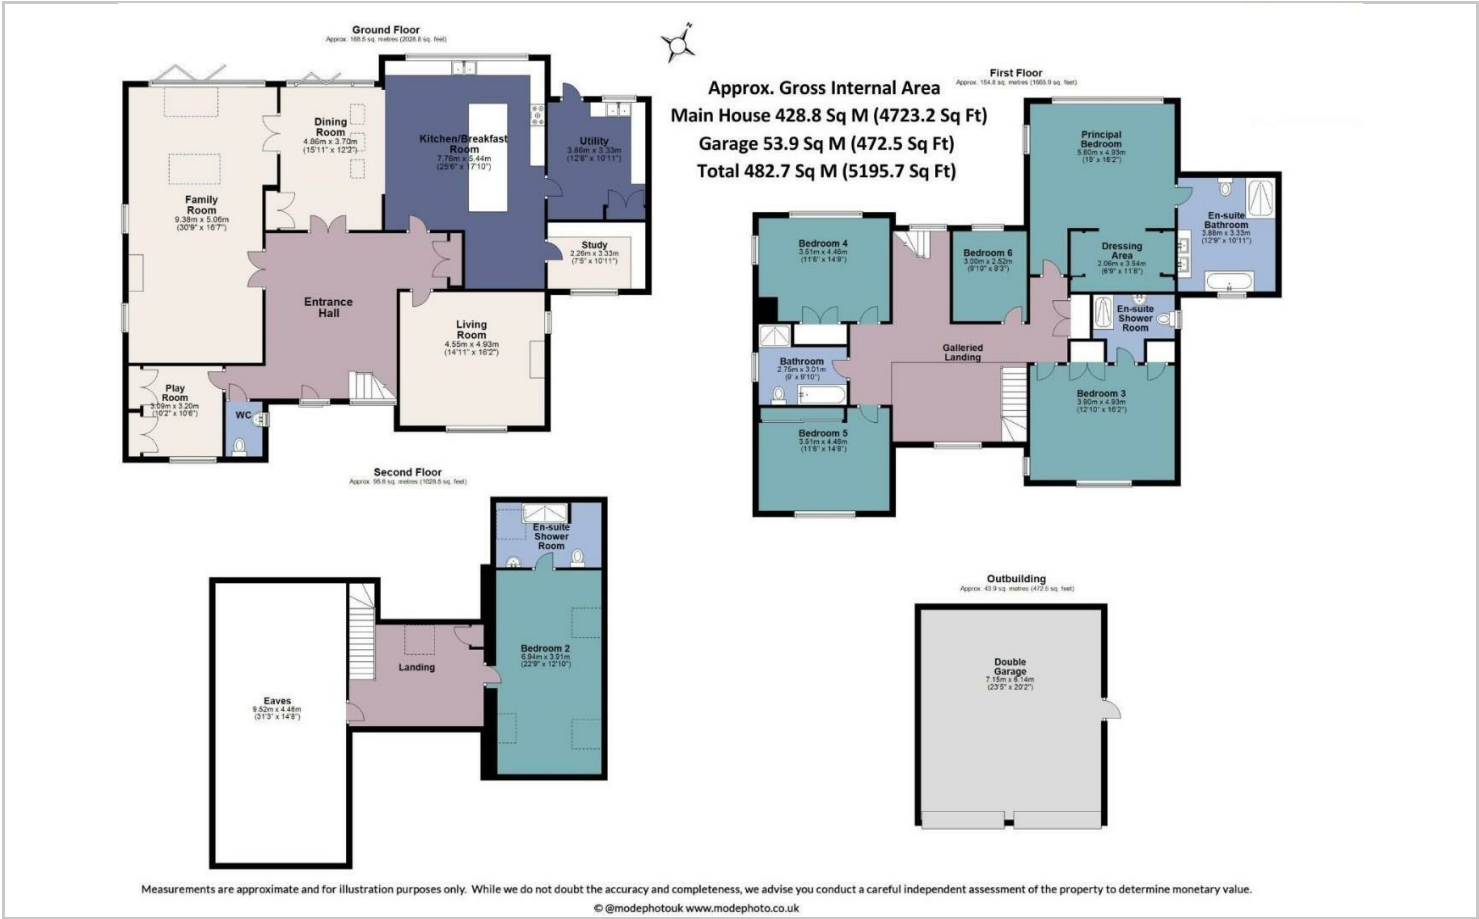 Ground Floor
Approx. 188.5 sq. metres (2028.8 sq. feet)
N
Approx. Gross Internal Area
Main House 428.8 Sq M (4723.2 Sq Ft)
Garage 53.9 Sq M (472.5 Sq Ft)
Total 482.7 Sq M (5195.7 Sq Ft)
First Floor
Approx. 154.8 sq. metres (1665.9 sq. feet)
Dining
Room
4.86m x 3.70m
(15'11" x 12'2")
Kitchen/Breakfast
Room
7.76m x 5.44m
(25'6" x 17'10")
Utility
3.86m x 3.33m
(12'8" x 10'11")
Family
Room
9.38m x 5.06m
(30'9" x 16'7")
Study
2.26m x 3.33m
(7'5" x 10'11")
Entrance
Hall
Living
Room
4.55m x 4.93m
(14'11" x 16'2")
Play
Room
3.09m x 3.20m
(10'2" x 10'6")
WC
Principal
Bedroom
4.93m
x 16'2")
En-suite
Bathroom
3.88m x 3.33m
(12'9" x 10'11")
Dressing
Area
2.06m x 3.54m
(6'9" x 11'8")
Bedroom 4
3.51m x 4.46m
(11'6" x 14'8")
Bedroom 6
3.00m x 2.52m
(9'10" x 8'3")
En-suite
Shower
Room
Galleried
Landing
Bathroom
2.75m x 3.01m
(9' x 9'10")
Bedroom 3
3.90m x 4.93m
(12'10" x 16'2")
Bedroom 5
3.51m x 4.48m
(11'6" x 14'8")
Second Floor
Approx. 95.6 sq. metres (1028.5 sq. feet)
En-suite
Shower
Room
Bedroom 2
6.94m x 3.91m
(22'9" x 12'10")
Landing
Eaves
9.52m x 4.46m
(31'3" x 14'8")
Outbuilding
Approx. 43.9 sq. metres (472.5 sq. feet)
Double
Garage
7.15m x 6.14m
(23'5" x 20'2")
Measurements are approximate and for illustration purposes only. While we do not doubt the accuracy and completeness, we advise you conduct a careful independent assessment of the property to determine monetary value.
© @modephotouk www.modephoto.co.uk